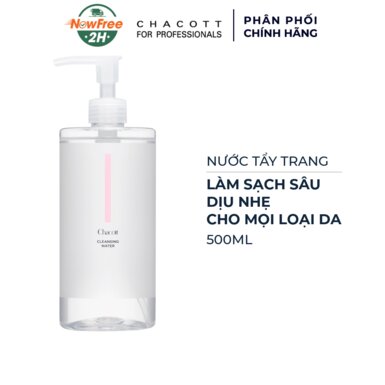 NowFree
2H
CHACOTT
FOR PROFESSIONALS
PHÂN PHỐI
CHÍNH HÃNG
NƯỚC TẨY TRANG
LÀM SẠCH SÂU
DỊU NHẸ
CHO MỌI LOẠI DA
500ML
Chacott
CLEANSING
WATER